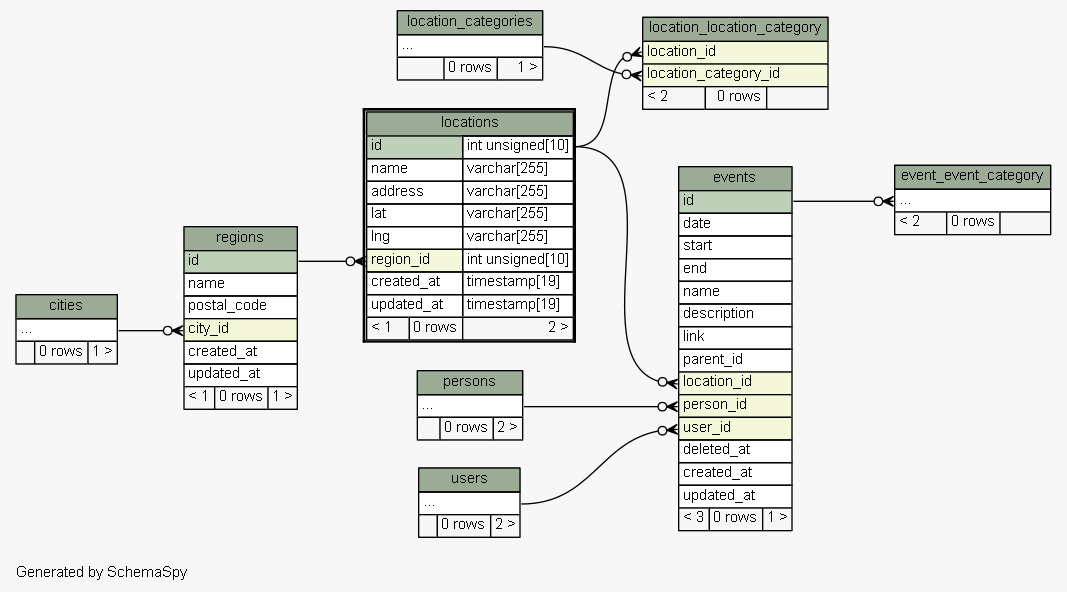 location_categories
...
0 rows 1 >
location_location_category
location_id
location_category_id
< 2 0 rows
locations
id int unsigned[10]
name varchar[255]
address varchar[255]
lat varchar[255]
lng varchar[255]
region_id int unsigned[10]
created_at timestamp[19]
updated_at timestamp[19]
< 1 0 rows 2 >
events
id
date
start
end
name
description
link
parent_id
location_id
person_id
user_id
deleted_at
created_at
updated_at
< 3 0 rows 1 >
event_event_category
...
< 2 0 rows
regions
id
name
postal_code
city_id
created_at
updated_at
< 1 0 rows 1 >
cities
...
0 rows 1 >
persons
...
0 rows 2 >
users
...
0 rows 2 >
Generated by SchemaSpy